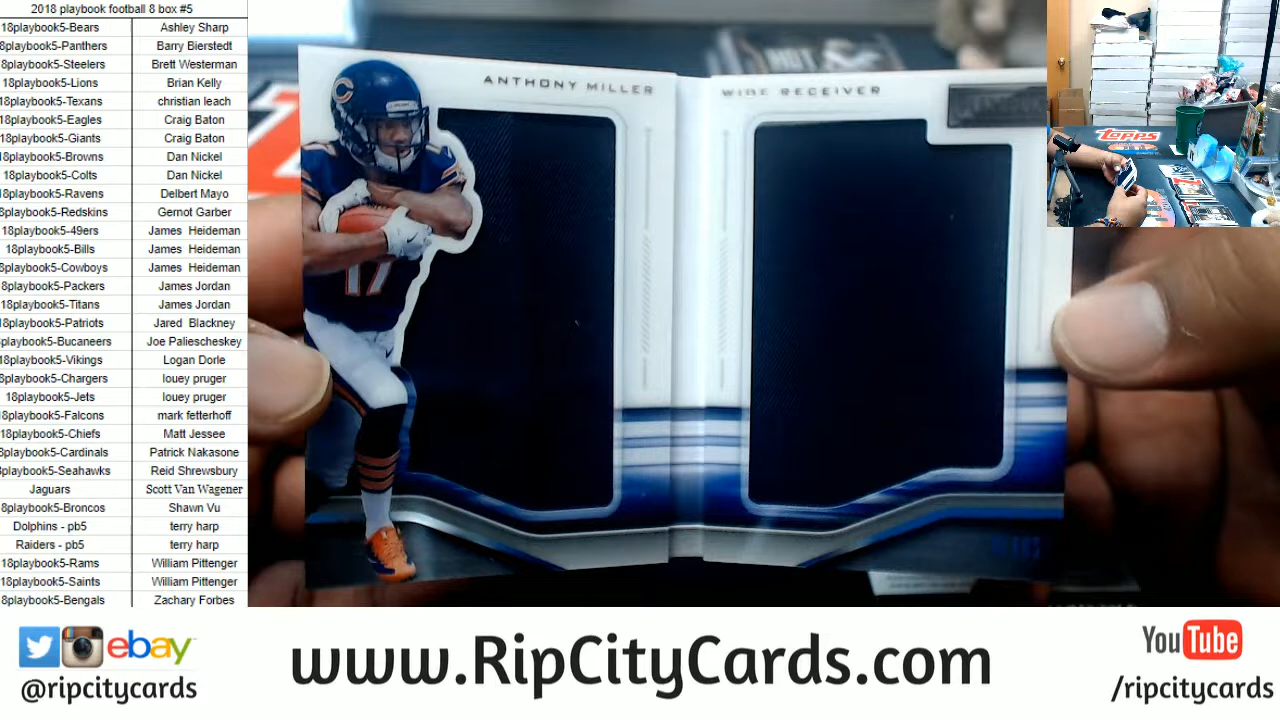 2018 playbook football 8 box #5
18playbook5-Bears Ashley Sharp
8playbook5-Panthers Barry Bierstedt
8playbook5-Steelers Brett Westerman
18playbook5-Lions Brian Kelly
18playbook5-Texans christian leach
18playbook5-Eagles Craig Baton
18playbook5-Giants Craig Baton
18playbook5-Browns Dan Nickel
18playbook5-Colts Dan Nickel
18playbook5-Ravens Delbert Mayo
8playbook5-Redskins Gernot Garber
18playbook5-49ers James Heideman
18playbook5-Bills James Heideman
8playbook5-Cowboys James Heideman
8playbook5-Packers James Jordan
18playbook5-Titans James Jordan
18playbook5-Patriots Jared Blackney
playbook5-Bucaneers Joe Paliescheskey
18playbook5-Vikings Logan Dorle
8playbook5-Chargers louey pruger
18playbook5-Jets louey pruger
18playbook5-Falcons mark fetterhoff
18playbook5-Chiefs Matt Jessee
8playbook5-Cardinals Patrick Nakasone
playbook5-Seahawks Reid Shrewsbury
Jaguars Scott Van Wagener
8playbook5-Broncos Shawn Vu
Dolphins - pb5 terry harp
Raiders - pb5 terry harp
18playbook5-Rams William Pittenger
18playbook5-Saints William Pittenger
8playbook5-Bengals Zachary Forbes
ANTHONY MILLER
WIDE RECEIVER
HOT
17
Topps
ebay
@ripcitycards
www.RipCityCards.com
YouTube
/ripcitycards